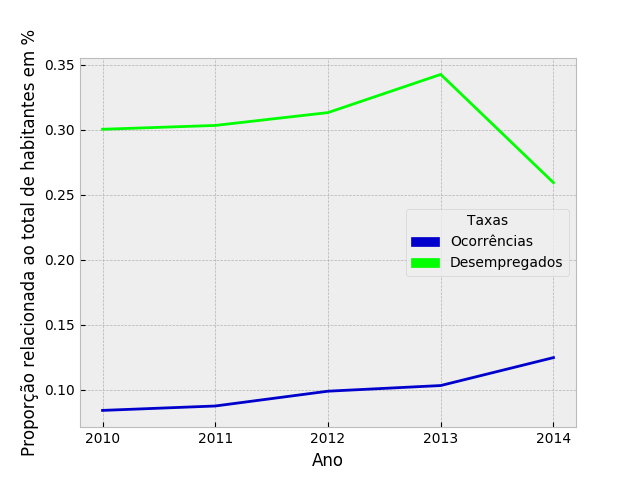 Proporção relacionada ao total de habitantes em %
0.35
0.30
0.25
0.20
0.15
0.10
Taxas
Ocorrências
Desempregados
2010 2011 2012 2013 2014
Ano